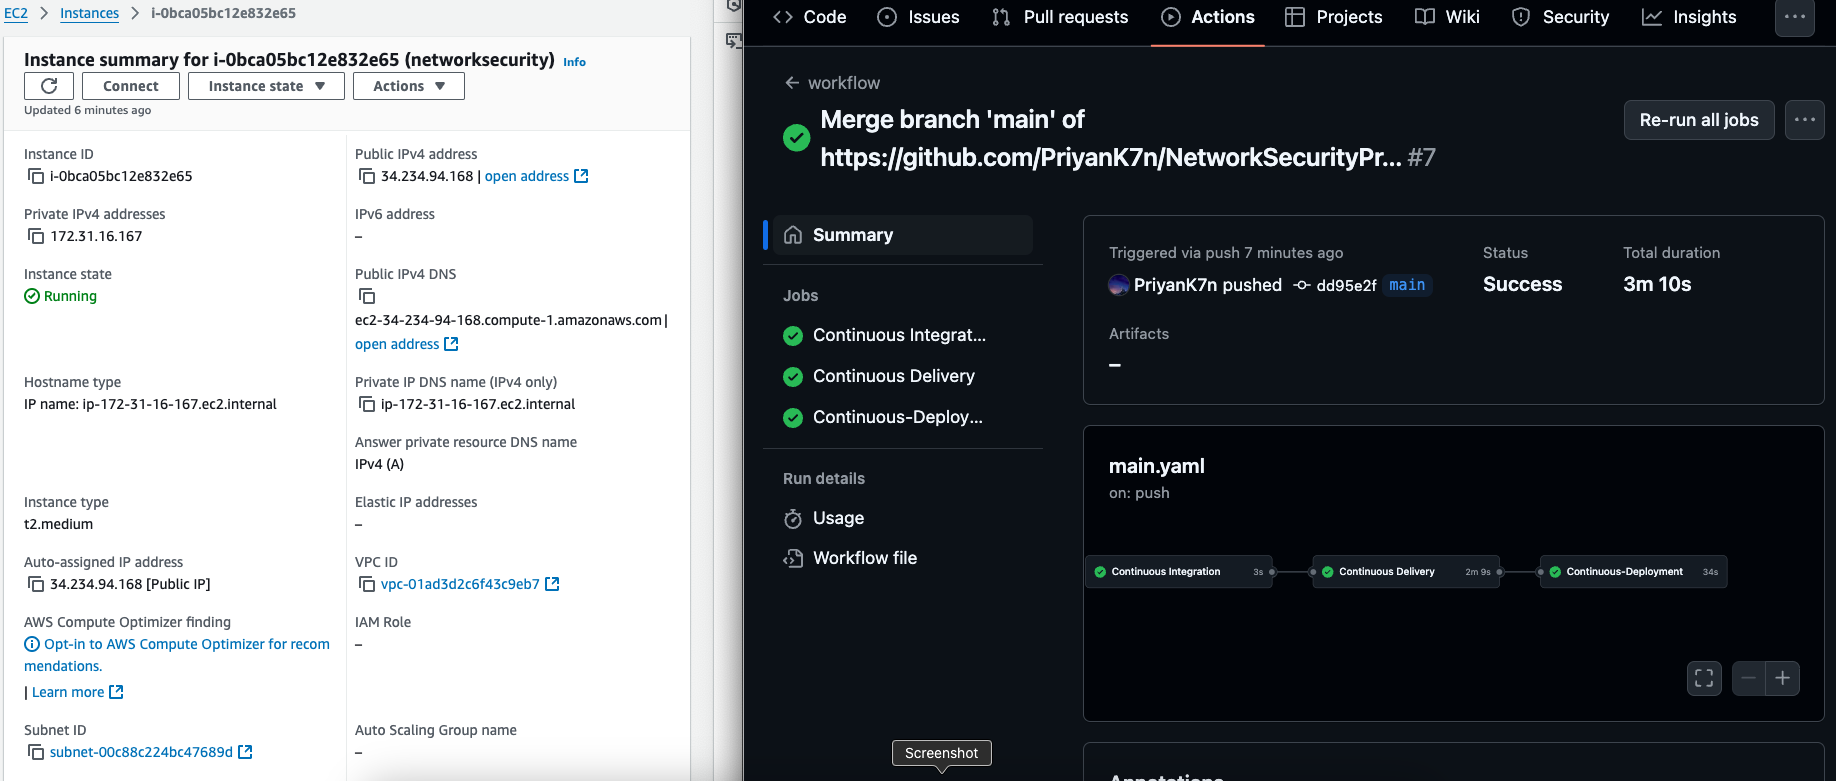 EC2 > Instances > i-0bca05bc12e832e65
Instance summary for i-0bca05bc12e832e65 (networksecurity) Info
Connect
Instance state
Actions
Updated 6 minutes ago
Instance ID
i-0bca05bc12e832e65
Public IPv4 address
34.234.94.168 | open address
Private IPv4 addresses
172.31.16.167
IPv6 address
–
Instance state
Running
Public IPv4 DNS
ec2-34-234-94-168.compute-1.amazonaws.com |
open address
Hostname type
IP name: ip-172-31-16-167.ec2.internal
Private IP DNS name (IPv4 only)
ip-172-31-16-167.ec2.internal
Answer private resource DNS name
IPv4 (A)
Instance type
t2.medium
Elastic IP addresses
–
Auto-assigned IP address
34.234.94.168 [Public IP]
VPC ID
vpc-01ad3d2c6f43c9eb7
AWS Compute Optimizer finding
Opt-in to AWS Compute Optimizer for recom
mendations.
| Learn more
IAM Role
–
Subnet ID
subnet-00c88c224bc47689d
Auto Scaling Group name
–
Code
Issues
Pull requests
Actions
Projects
Wiki
Security
Insights
workflow
Merge branch 'main' of
https://github.com/PriyanK7n/NetworkSecurityPr... #7
Re-run all jobs
Summary
Jobs
Continuous Integrat...
Continuous Delivery
Continuous-Deploy...
Run details
Usage
Workflow file
Triggered via push 7 minutes ago
PriyanK7n pushed dd95e2f main
Status
Success
Total duration
3m 10s
Artifacts
–
main.yaml
on: push
Continuous Integration 3s
Continuous Delivery 2m 9s
Continuous-Deployment 34s
Annotations
Screenshot